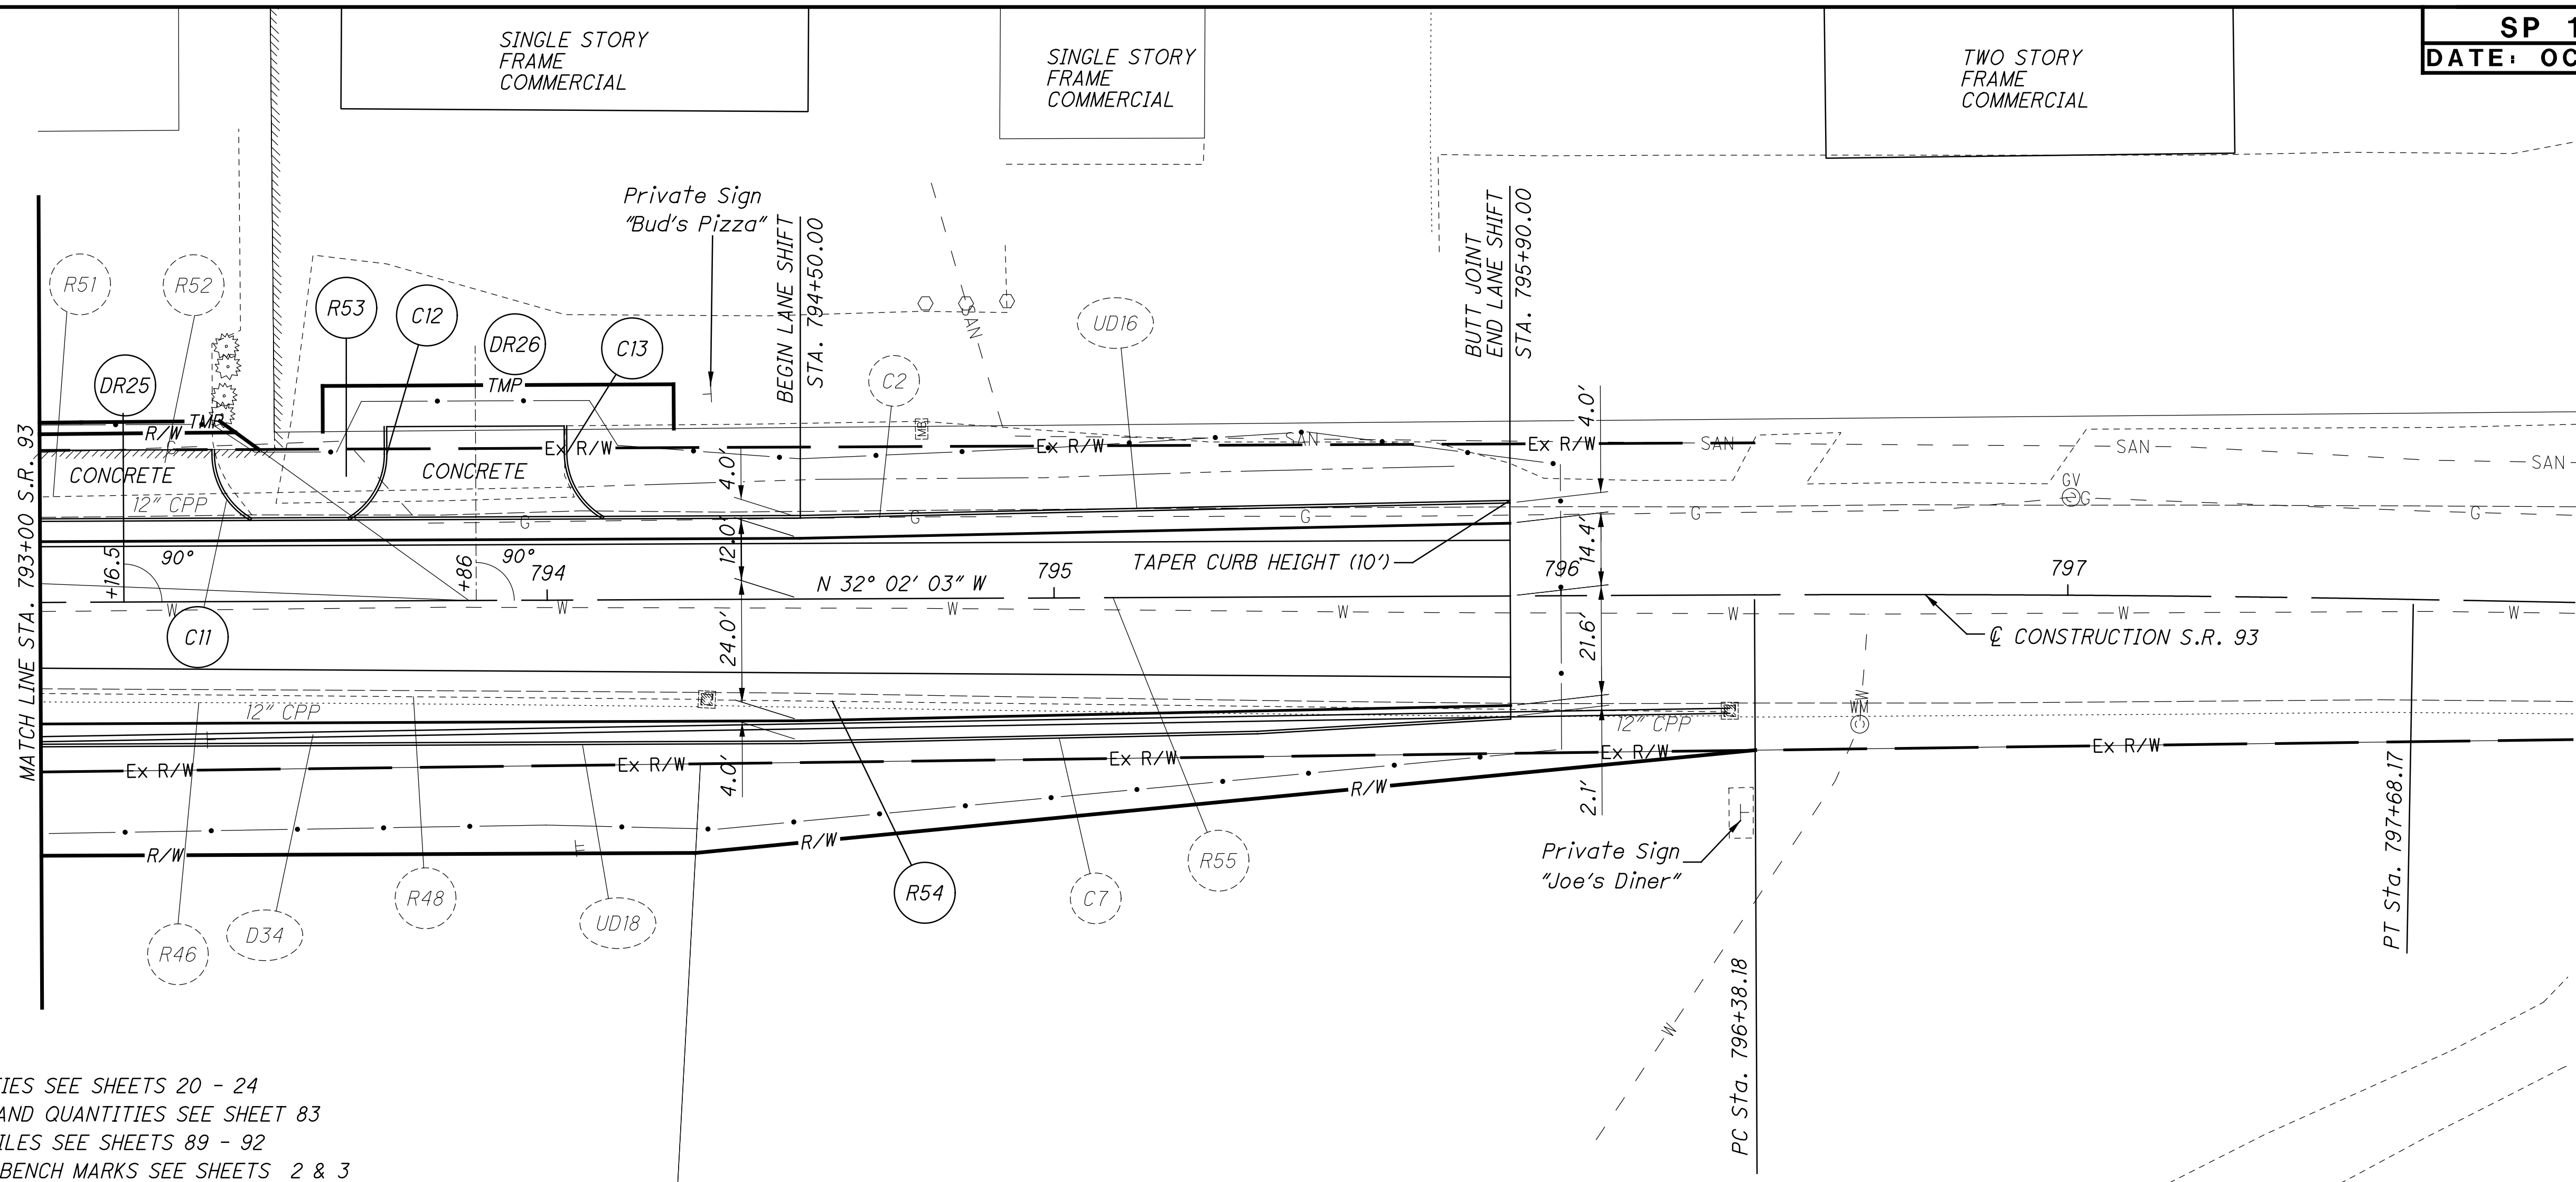 SP 1
DATE: OC
SINGLE STORY
FRAME
COMMERCIAL
SINGLE STORY
FRAME
COMMERCIAL
TWO STORY
FRAME
COMMERCIAL
Private Sign
"Bud's Pizza"
BEGIN LANE SHIFT
STA. 794+50.00
BUTT JOINT
END LANE SHIFT
STA. 795+90.00
R51
R52
R53
C12
DR26
C13
DR25
C2
UD16
SAN
TMP
TMP
R/W
G
MB
Ex R/W
Ex R/W
SAN
Ex R/W
SAN
SAN
SAN
CONCRETE
CONCRETE
12" CPP
G
G
G
G
GV
G
G
4.0'
12.0'
24.0'
4.0'
4.0'
14.4'
21.6'
2.1'
+16.5
90°
+86
90°
794
N 32° 02' 03" W
795
TAPER CURB HEIGHT (10')
796
797
W
W
W
W
W
W
W
C11
℄ CONSTRUCTION S.R. 93
MATCH LINE STA. 793+00 S.R. 93
12" CPP
12" CPP
W
WM
Ex R/W
Ex R/W
Ex R/W
Ex R/W
Ex R/W
R/W
R/W
R/W
R46
D34
R48
UD18
R54
C7
R55
Private Sign
"Joe's Diner"
W
PC Sta. 796+38.18
PT Sta. 797+68.17
TIES SEE SHEETS 20 - 24
AND QUANTITIES SEE SHEET 83
ILES SEE SHEETS 89 - 92
BENCH MARKS SEE SHEETS 2 & 3